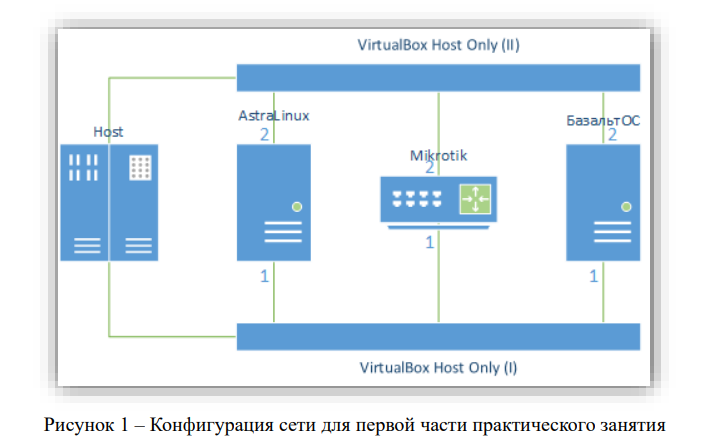 VirtualBox Host Only (II)
AstraLinux
БазальтОС
Host
2
2
Mikrotik
2
1
1
1
VirtualBox Host Only (I)
Рисунок 1 – Конфигурация сети для первой части практического занятия